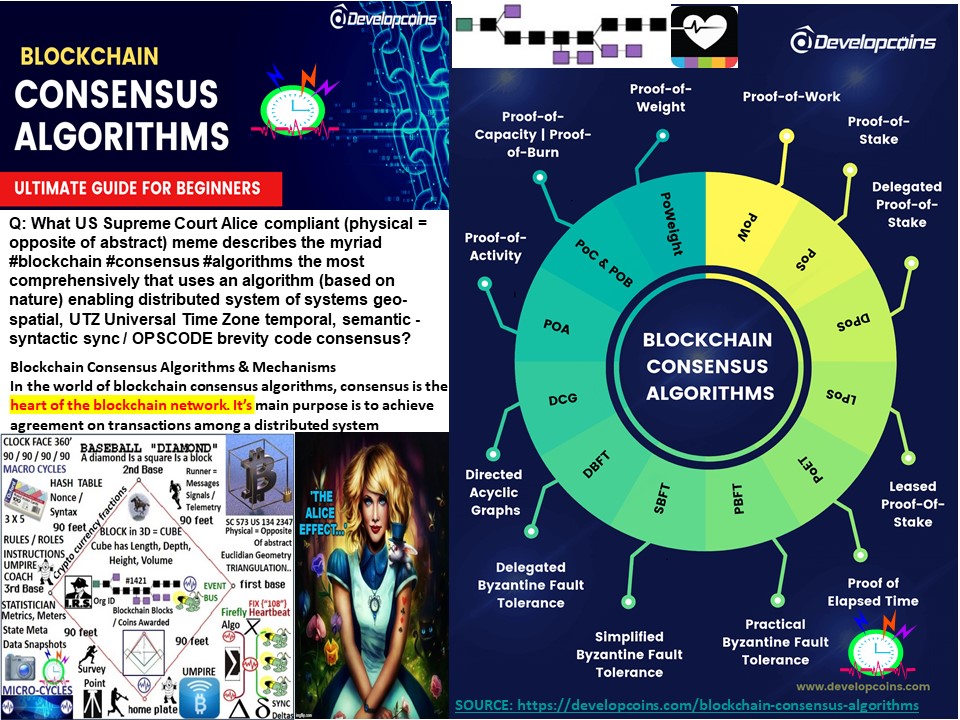 Developcoins
BLOCKCHAIN
CONSENSUS
ALGORITHMS
ULTIMATE GUIDE FOR BEGINNERS
Q: What US Supreme Court Alice compliant (physical =
opposite of abstract) meme describes the myriad
#blockchain #consensus #algorithms the most
comprehensively that uses an algorithm (based on
nature) enabling distributed system of systems geo-
spatial, UTZ Universal Time Zone temporal, semantic -
syntactic sync / OPSCODE brevity code consensus?
Blockchain Consensus Algorithms & Mechanisms
In the world of blockchain consensus algorithms, consensus is the
heart of the blockchain network. It's main purpose is to achieve
agreement on transactions among a distributed system
CLOCK FACE 360'
90 / 90 / 90 / 90
MACRO CYCLES
BASEBALL "DIAMOND"
A diamond Is a square Is a block
2nd Base
HASH TABLE
Nonce /
Syntax
90 feet
3 X 5
RULES / ROLES
INSTRUCTIONS
UMPIRE
COACH
3rd Base
Crypto currency fractions
Runner =
Messages
Signals /
Telemetry
90 feet
BLOCK in 3D = CUBE
Cube has Length, Depth,
Height, Volume
SC 573 US 134 2347
Physical = Opposite
Of abstract
Euclidian Geometry
TRIANGULATION...
first base
#1421
I.R.S.
Org ID
EVENT
BUS
Blockchain Blocks
/ Coins Awarded
STATISTICIAN
Metrics, Meters
State Meta
Data Snapshots
90 feet
90 feet
FIX {"108"}
Firefly Heartbeat
Algo
Survey
Point
UMPIRE
MICRO-CYCLES
home plate
SYNC
Deltas
'THE
ALICE
EFFECT...'
imgflip.com
Developcoins
Proof-of-
Weight
Proof-of-Work
Proof-of-
Capacity | Proof-
of-Burn
Proof-of-
Stake
Delegated
Proof-of-
Stake
Proof-of-
Activity
PoWeight
PoW
PoC & POB
PoS
POA
DPoS
BLOCKCHAIN
CONSENSUS
ALGORITHMS
DCG
LPoS
DBFT
PoET
SBFT
PBFT
Directed
Acyclic
Graphs
Leased
Proof-Of-
Stake
Delegated
Byzantine Fault
Tolerance
Proof of
Elapsed Time
Simplified
Byzantine Fault
Tolerance
Practical
Byzantine Fault
Tolerance
www.developcoins.com
SOURCE: https://developcoins.com/blockchain-consensus-algorithms